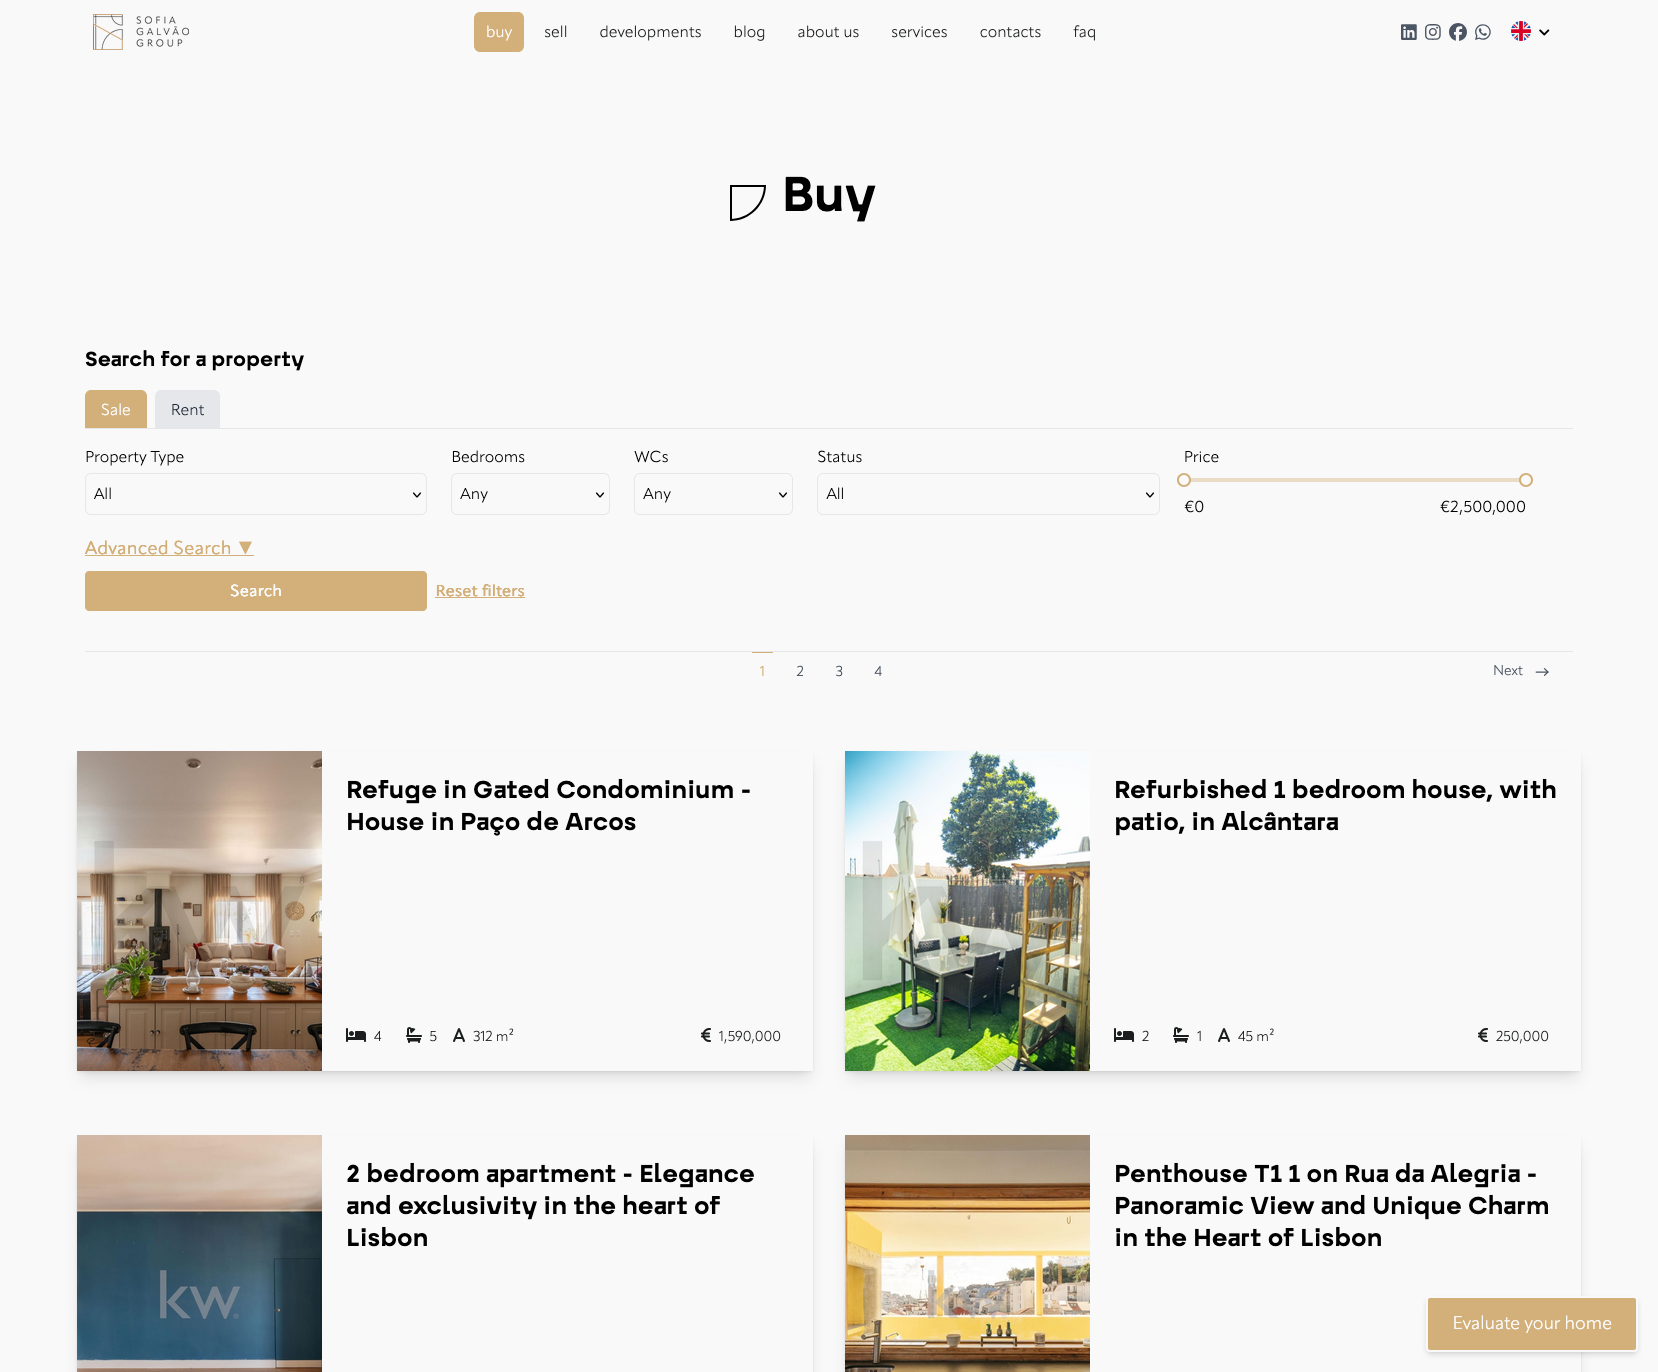 SOFIA
GALVÃO
GROUP
buy
sell
developments
blog
about us
services
contacts
faq
Buy
Search for a property
Sale
Rent
Property Type
Bedrooms
WCs
Status
Price
All
Any
Any
All
€0
€2,500,000
Advanced Search ▼
Search
Reset filters
1
2
3
4
Next →
Refuge in Gated Condominium -
House in Paço de Arcos
4
5
A 312 m²
€ 1,590,000
Refurbished 1 bedroom house, with
patio, in Alcântara
2
1
A 45 m²
€ 250,000
2 bedroom apartment - Elegance
and exclusivity in the heart of
Lisbon
kw
Penthouse T1 1 on Rua da Alegria -
Panoramic View and Unique Charm
in the Heart of Lisbon
Evaluate your home